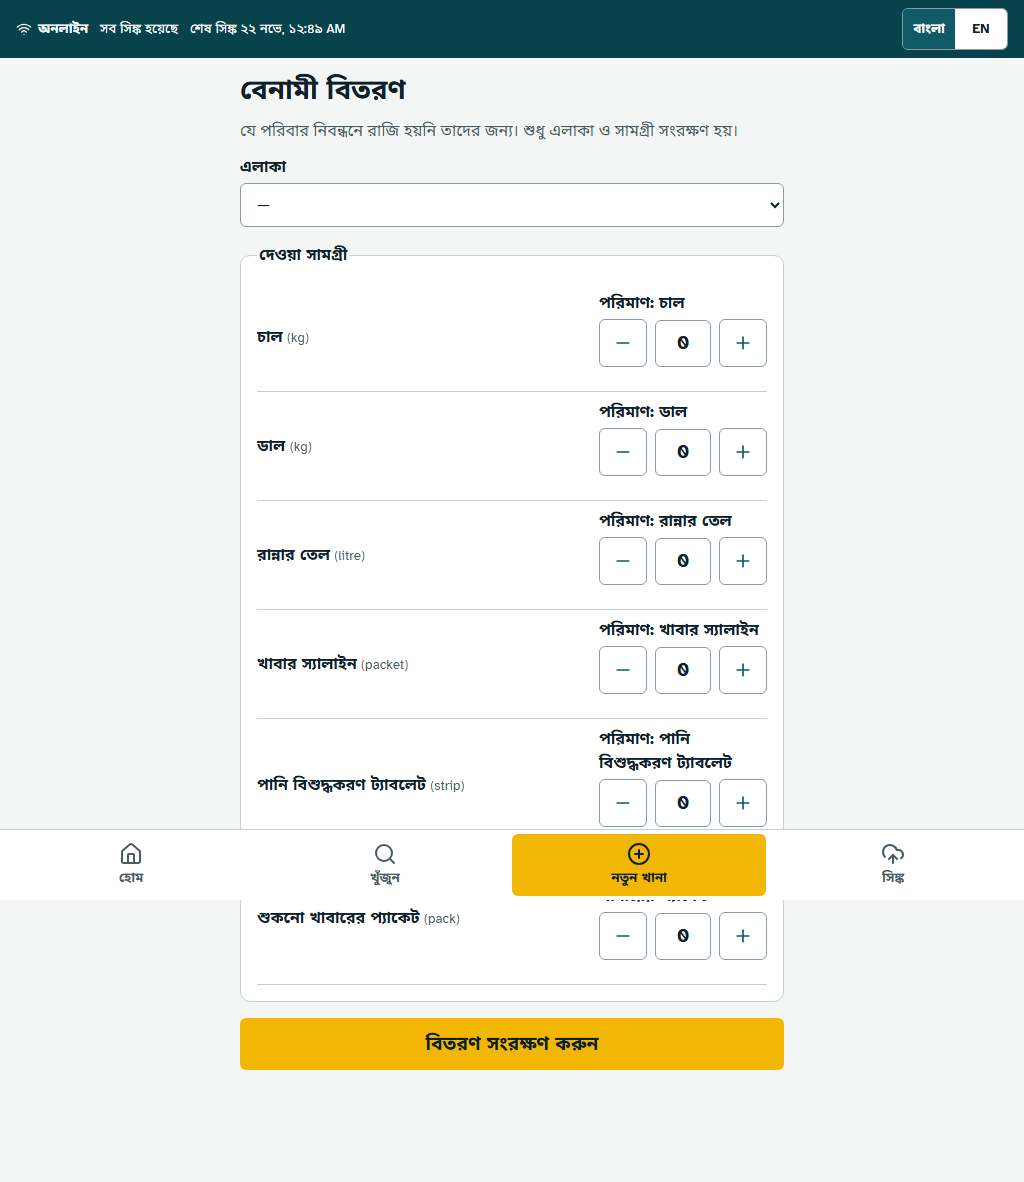 অনলাইন সব সিঙ্ক হয়েছে শেষ সিঙ্ক ২২ নভে, ১২:৪৯ AM
বাংলা EN
বেনামী বিতরণ
যে পরিবার নিবন্ধনে রাজি হয়নি তাদের জন্য। শুধু এলাকা ও সামগ্রী সংরক্ষণ হয়।
এলাকা
—
দেওয়া সামগ্রী
পরিমাণ: চাল
চাল (kg)
0
পরিমাণ: ডাল
ডাল (kg)
0
পরিমাণ: রান্নার তেল
রান্নার তেল (litre)
0
পরিমাণ: খাবার স্যালাইন
খাবার স্যালাইন (packet)
0
পরিমাণ: পানি
বিশুদ্ধকরণ ট্যাবলেট
পানি বিশুদ্ধকরণ ট্যাবলেট (strip)
0
হোম
খুঁজুন
নতুন খানা
সিঙ্ক
শুকনো খাবারের প্যাকেট (pack)
0
বিতরণ সংরক্ষণ করুন